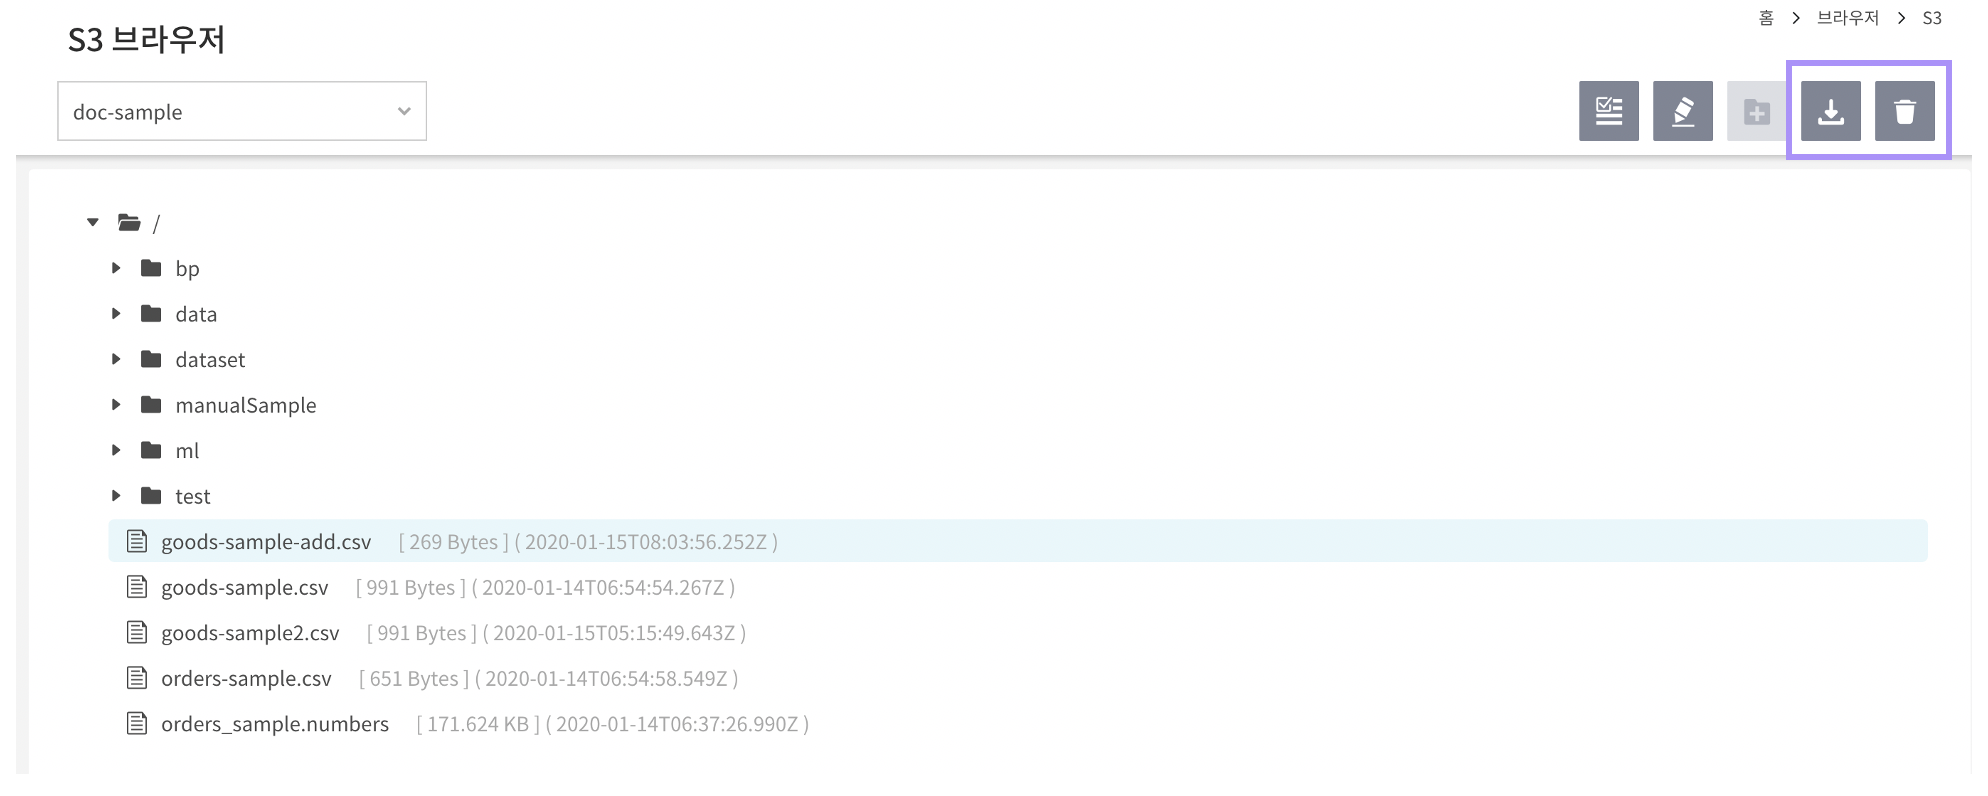 홈 > 브라우저 > S3
S3 브라우저
doc-sample
/
bp
data
dataset
manualSample
ml
test
goods-sample-add.csv [ 269 Bytes ] ( 2020-01-15T08:03:56.252Z )
goods-sample.csv [ 991 Bytes ] ( 2020-01-14T06:54:54.267Z )
goods-sample2.csv [ 991 Bytes ] ( 2020-01-15T05:15:49.643Z )
orders-sample.csv [ 651 Bytes ] ( 2020-01-14T06:54:58.549Z )
orders_sample.numbers [ 171.624 KB ] ( 2020-01-14T06:37:26.990Z )